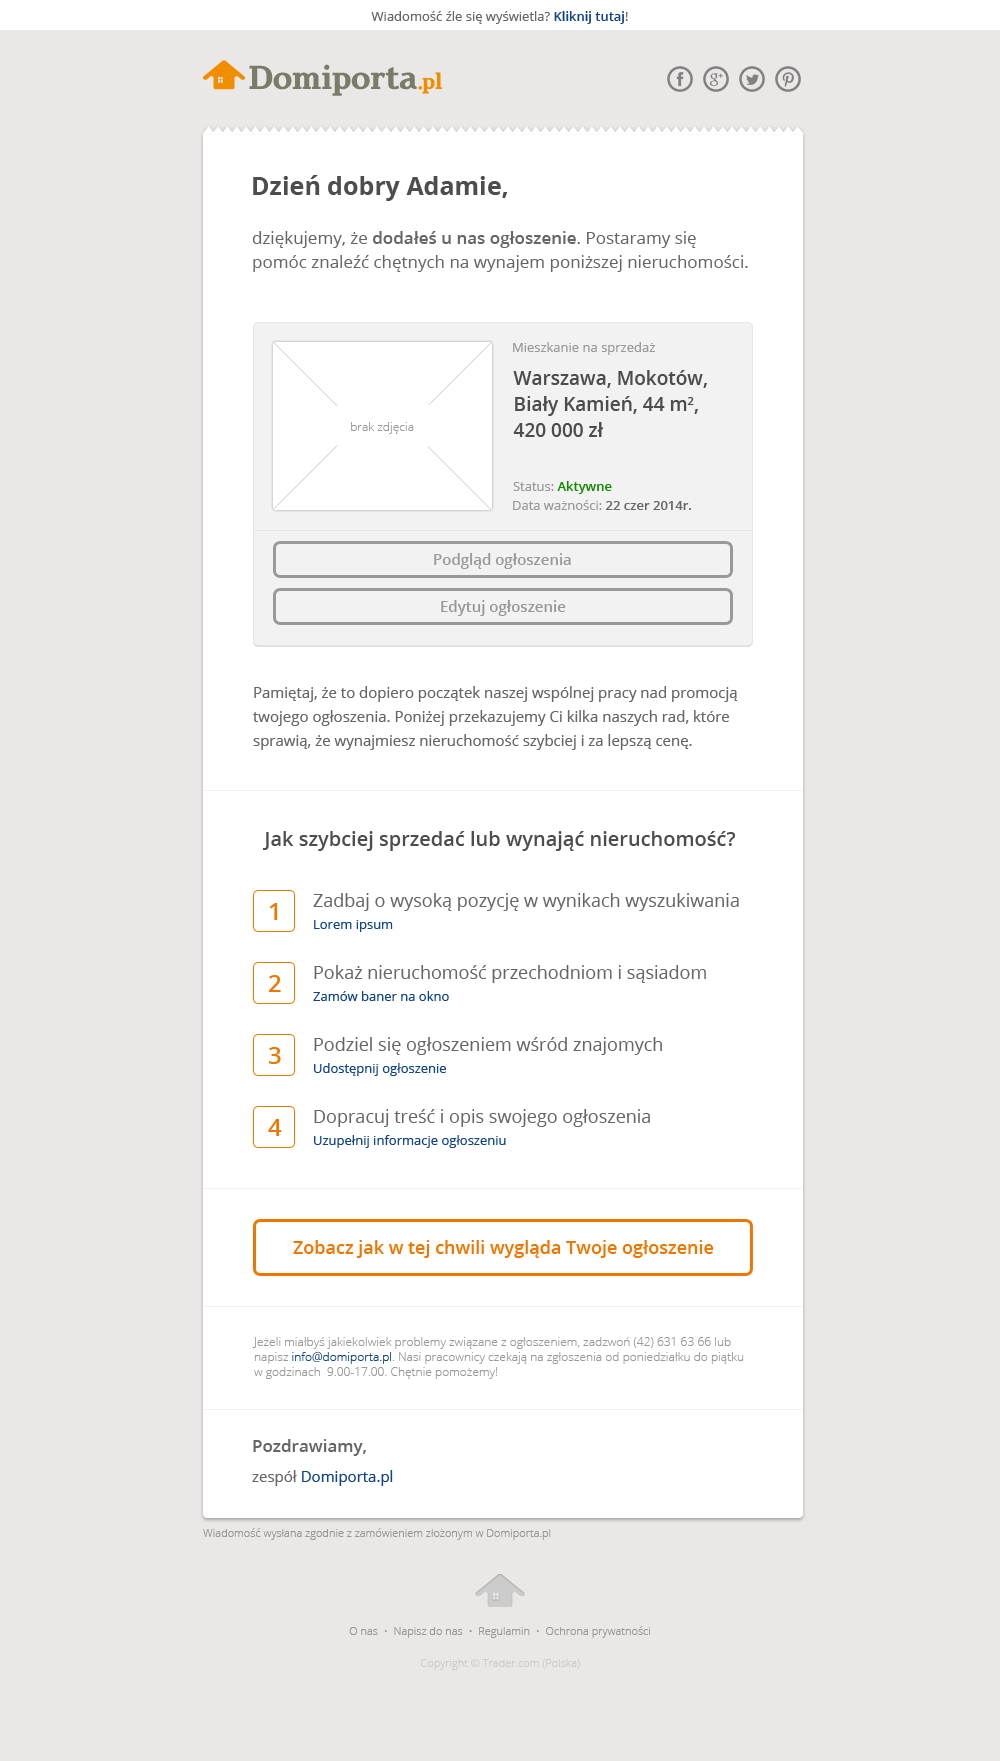 Wiadomość źle się wyświetla? Kliknij tutaj!
Domiporta.pl
Dzień dobry Adamie,
dziękujemy, że dodałeś u nas ogłoszenie. Postaramy się
pomóc znaleźć chętnych na wynajem poniższej nieruchomości.
brak zdjęcia
Mieszkanie na sprzedaż
Warszawa, Mokotów,
Biały Kamień, 44 m²,
420 000 zł
Status: Aktywne
Data ważności: 22 czer 2014r.
Podgląd ogłoszenia
Edytuj ogłoszenie
Pamiętaj, że to dopiero początek naszej wspólnej pracy nad promocją
twojego ogłoszenia. Poniżej przekazujemy Ci kilka naszych rad, które
sprawią, że wynajmiesz nieruchomość szybciej i za lepszą cenę.
Jak szybciej sprzedać lub wynająć nieruchomość?
1 Zadbaj o wysoką pozycję w wynikach wyszukiwania
Lorem ipsum
2 Pokaż nieruchomość przechodniom i sąsiadom
Zamów baner na okno
3 Podziel się ogłoszeniem wśród znajomych
Udostępnij ogłoszenie
4 Dopracuj treść i opis swojego ogłoszenia
Uzupełnij informacje ogłoszeniu
Zobacz jak w tej chwili wygląda Twoje ogłoszenie
Jeżeli miałbyś jakiekolwiek problemy związane z ogłoszeniem, zadzwoń (42) 631 63 66 lub
napisz info@domiporta.pl. Nasi pracownicy czekają na zgłoszenia od poniedziałku do piątku
w godzinach 9.00-17.00. Chętnie pomożemy!
Pozdrawiamy,
zespół Domiporta.pl
Wiadomość wysłana zgodnie z zamówieniem złożonym w Domiporta.pl
O nas • Napisz do nas • Regulamin • Ochrona prywatności
Copyright © Trader.com (Polska)